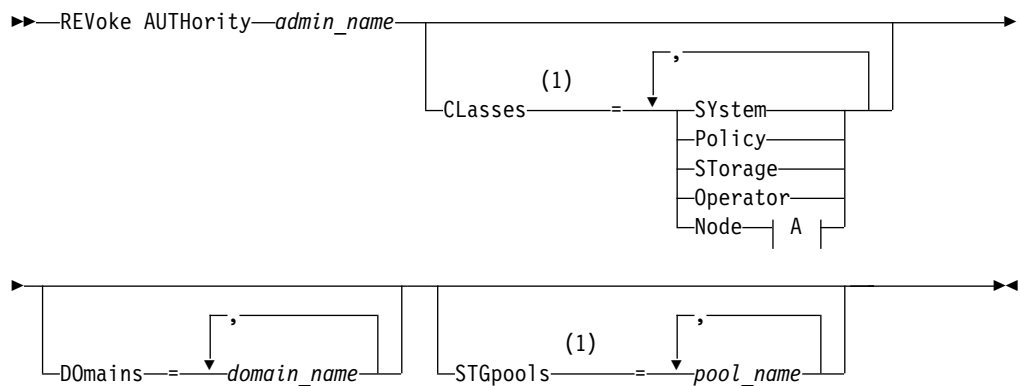 REVoke AUTHority admin_name
,
(1)
CLasses = SYstem
Policy
STorage
Operator
Node A
, ,
(1)
DOmains = domain_name STGpools = pool_name